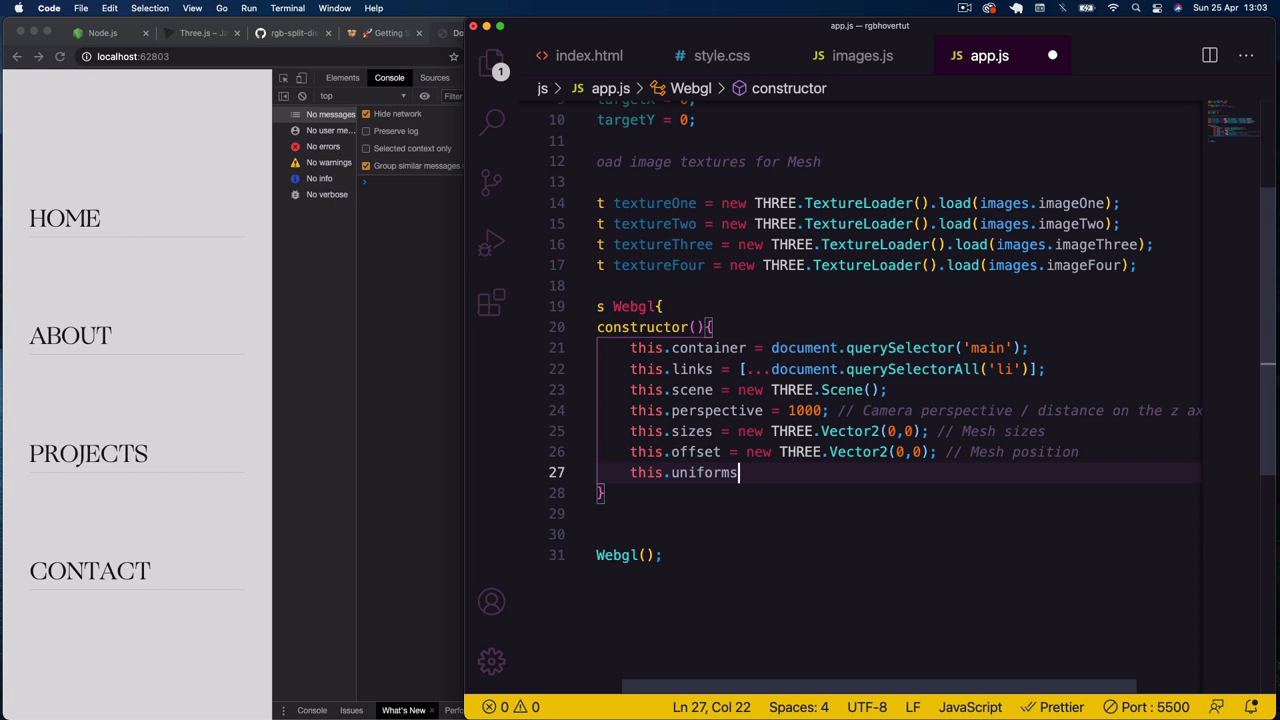 Code File Edit Selection View Go Run Terminal Window Help
Sun 25 Apr 13:03
Node.js
Three.js – Ja
rgb-split-dis
Getting S
Do
localhost:62803
Elements Console Sources
top Filter
No messages
No user me...
No errors
No warnings
No info
No verbose
Hide network
Preserve log
Selected context only
Group similar messages i
HOME
ABOUT
PROJECTS
CONTACT
Console Issues What's New Perfo
app.js — rgbhovertut
1
index.html style.css images.js app.js
js app.js Webgl constructor
targetX = 0;
10 targetY = 0;
11
12 oad image textures for Mesh
13
14 t textureOne = new THREE.TextureLoader().load(images.imageOne);
15 t textureTwo = new THREE.TextureLoader().load(images.imageTwo);
16 t textureThree = new THREE.TextureLoader().load(images.imageThree);
17 t textureFour = new THREE.TextureLoader().load(images.imageFour);
18
19 s Webgl{
20 constructor(){
21 this.container = document.querySelector('main');
22 this.links = [...document.querySelectorAll('li')];
23 this.scene = new THREE.Scene();
24 this.perspective = 1000; // Camera perspective / distance on the z ax
25 this.sizes = new THREE.Vector2(0,0); // Mesh sizes
26 this.offset = new THREE.Vector2(0,0); // Mesh position
27 this.uniforms
28 }
29
30
31 Webgl();
0 0 Ln 27, Col 22 Spaces: 4 UTF-8 LF JavaScript Prettier Port : 5500